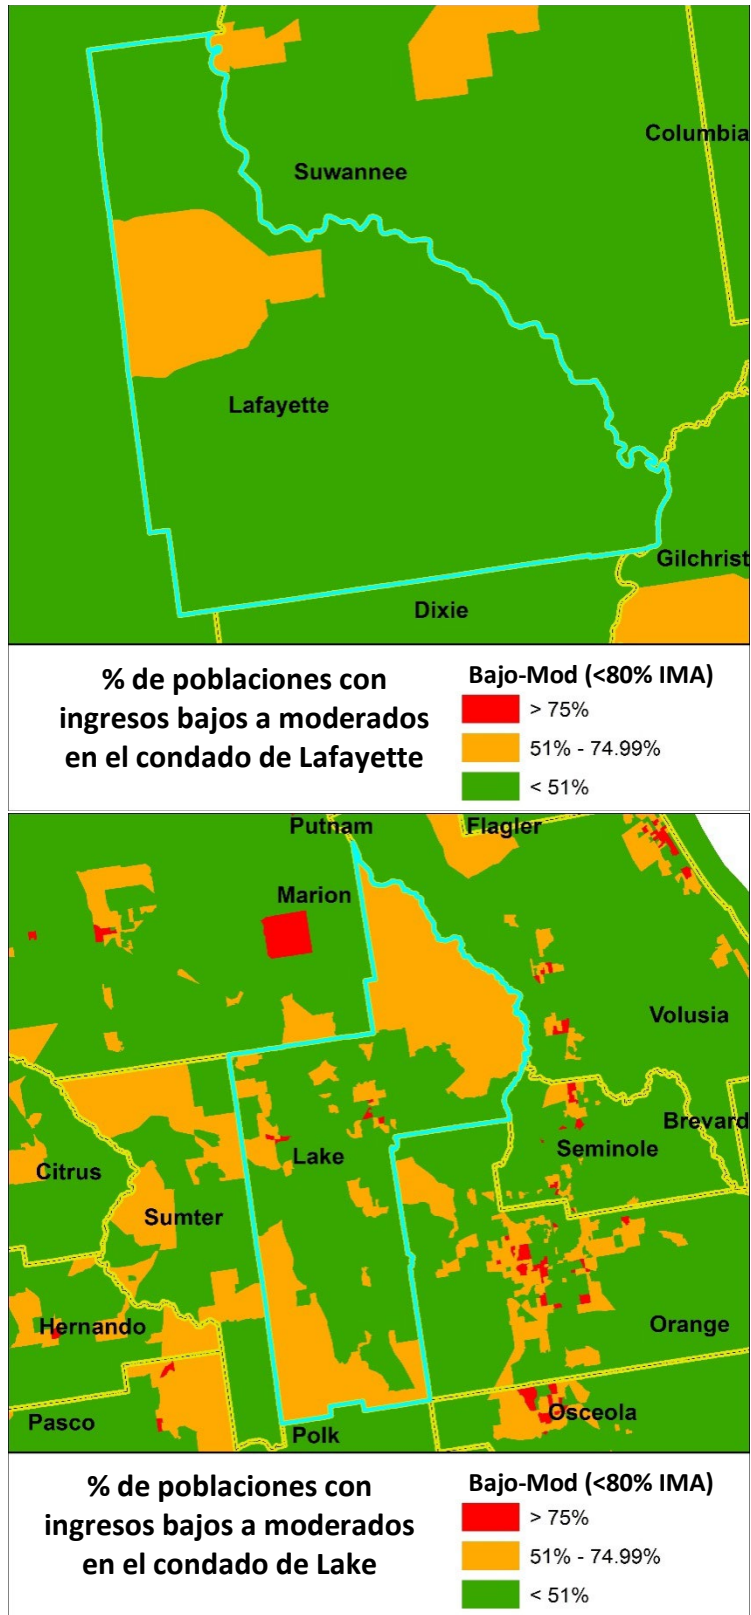 Columbia
Suwannee
Lafayette
Gilchrist
Dixie
% de poblaciones con
ingresos bajos a moderados
en el condado de Lafayette
Bajo-Mod (<80% IMA)
> 75%
51% - 74.99%
< 51%
Putnam
Flagler
Marion
Volusia
Brevard
Seminole
Lake
Citrus
Sumter
Hernando
Orange
Pasco
Osceola
Polk
% de poblaciones con
ingresos bajos a moderados
en el condado de Lake
Bajo-Mod (<80% IMA)
> 75%
51% - 74.99%
< 51%